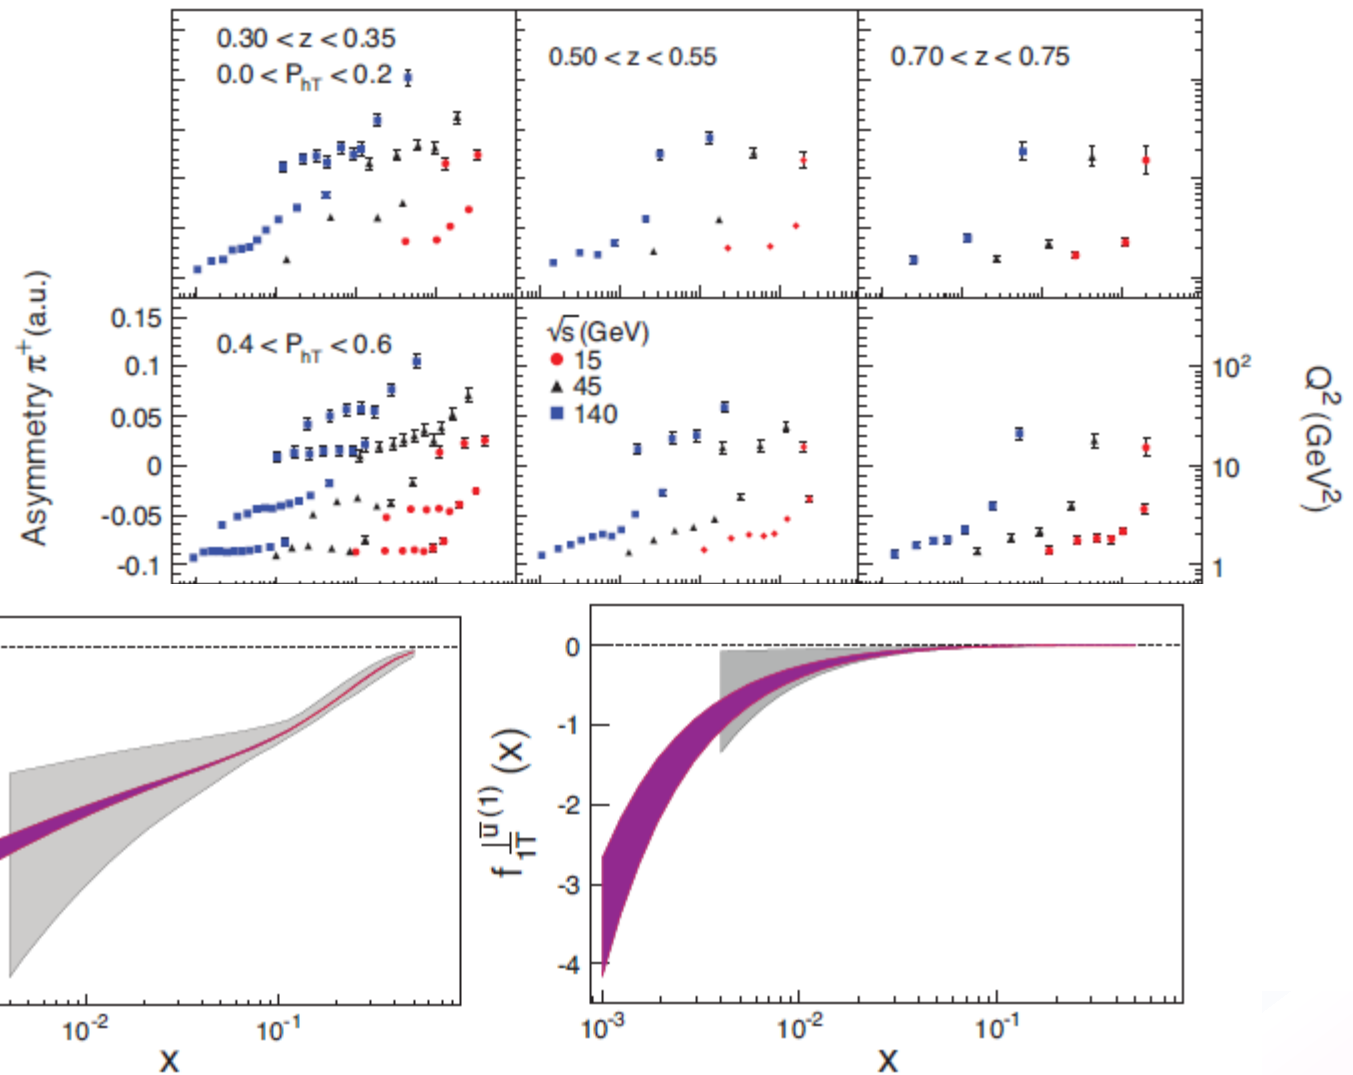 0.30 < z < 0.35
0.0 < P_hT < 0.2
0.50 < z < 0.55
0.70 < z < 0.75
Asymmetry π⁺ (a.u.)
0.15
0.1
0.05
0
-0.05
-0.1
0.4 < P_hT < 0.6
√s (GeV)
15
45
140
10²
10
1
Q² (GeV²)
10⁻²
10⁻¹
x
f_1T^⊥ u̅ (1) (x)
0
-1
-2
-3
-4
10⁻³
10⁻²
10⁻¹
x